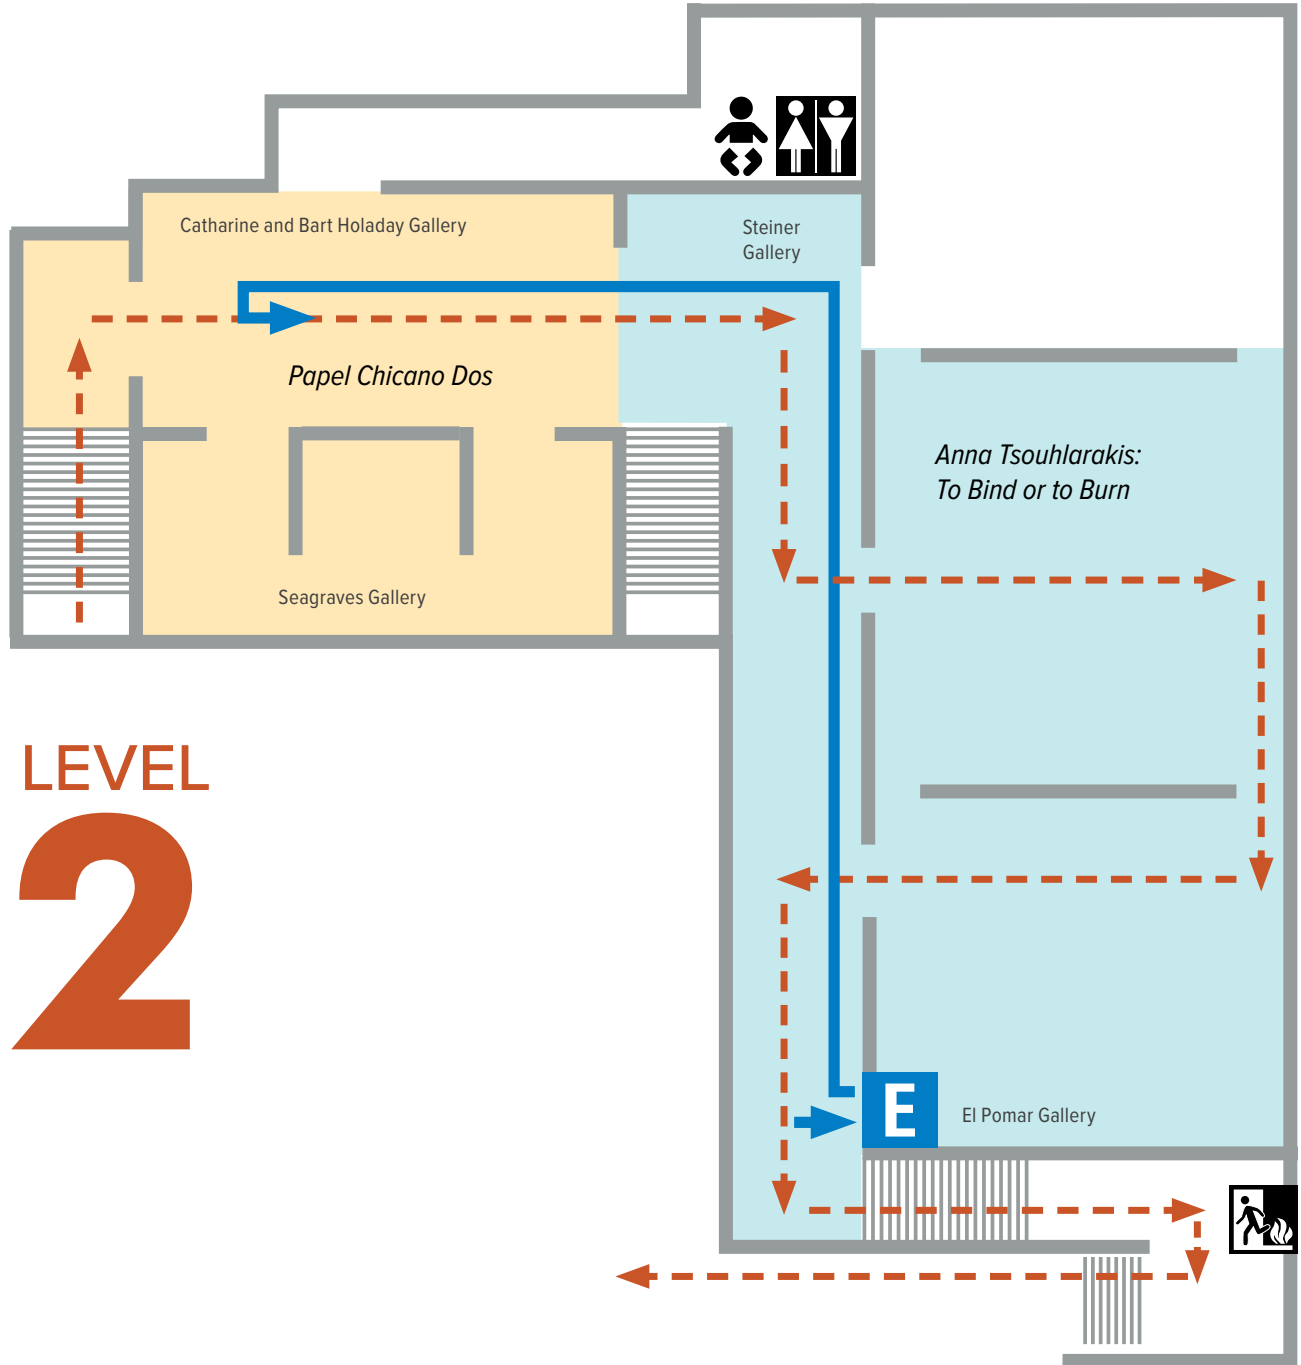 Catharine and Bart Holaday Gallery
Steiner
Gallery
Papel Chicano Dos
Anna Tsouhlarakis:
To Bind or to Burn
Seagraves Gallery
LEVEL
2
E
El Pomar Gallery